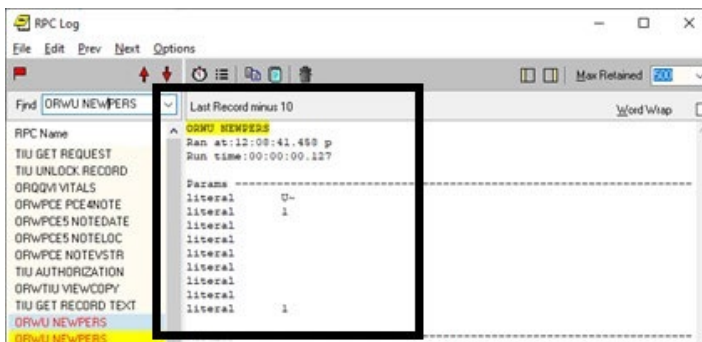 RPC Log
File Edit Prev Next Options
Max Retained 500
Find ORWU NEWPERS
Last Record minus 10
Word Wrap
RPC Name
TIU GET REQUEST
TIU UNLOCK RECORD
ORQQVI VITALS
ORWPCE PCE4NOTE
ORWPCE5 NOTEDATE
ORWPCE5 NOTELOC
ORWPCE NOTEVSTR
TIU AUTHORIZATION
ORWTIU VIEWCOPY
TIU GET RECORD TEXT
ORWU NEWPERS
ORWU NEWPERS
ORWU NEWPERS
Ran at:12:08:41.458 p
Run time:00:00:00.127
Params
literal U~
literal 1
literal
literal
literal
literal
literal
literal 1